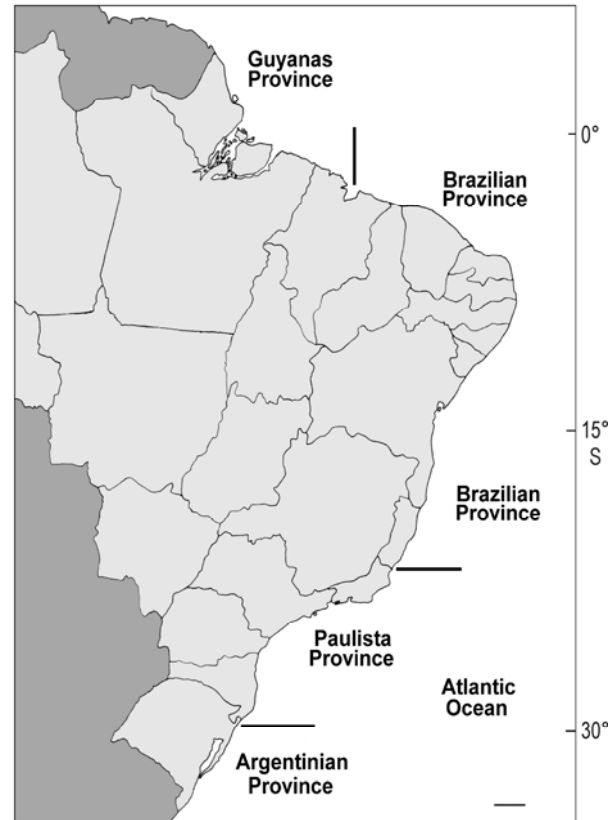 Guyanas
Province
0°
Brazilian
Province
15°
S
Brazilian
Province
Paulista
Province
Atlantic
Ocean
30°
Argentinian
Province